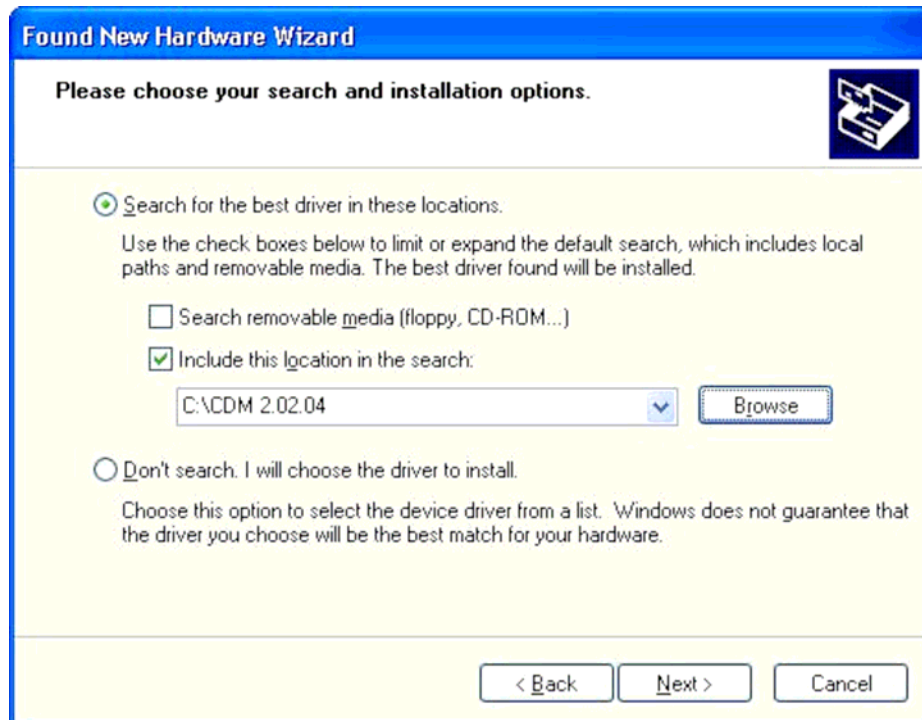 Found New Hardware Wizard
Please choose your search and installation options.
Search for the best driver in these locations.
Use the check boxes below to limit or expand the default search, which includes local
paths and removable media. The best driver found will be installed.
Search removable media (floppy, CD-ROM...)
Include this location in the search:
C:\CDM 2.02.04
Browse
Don't search. I will choose the driver to install.
Choose this option to select the device driver from a list. Windows does not guarantee that
the driver you choose will be the best match for your hardware.
< Back
Next >
Cancel